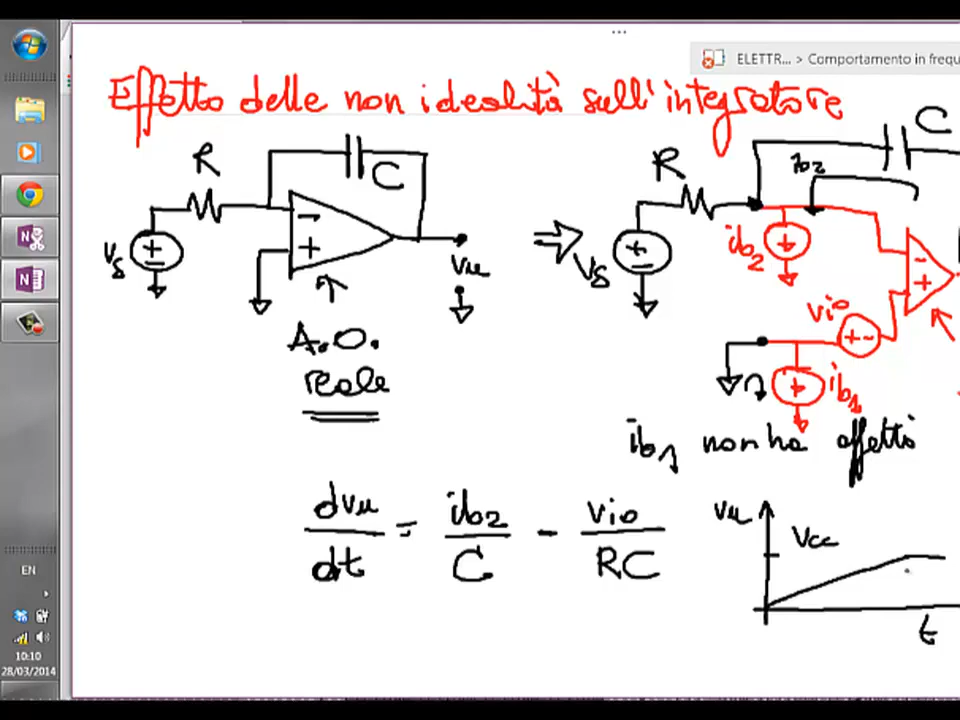 ELETTR... > Comportamento in frequ
Effetto delle non idealità sull'integratore
R
C
vs
−
+
vu
A.O.
reale
⇒
R
C
ib2
vs
ib2
−
+
vio
ib1
ib1 non ha effetti
dvu/dt = ib2/C − vio/RC
vu
Vcc
t
EN
10:10
28/03/2014